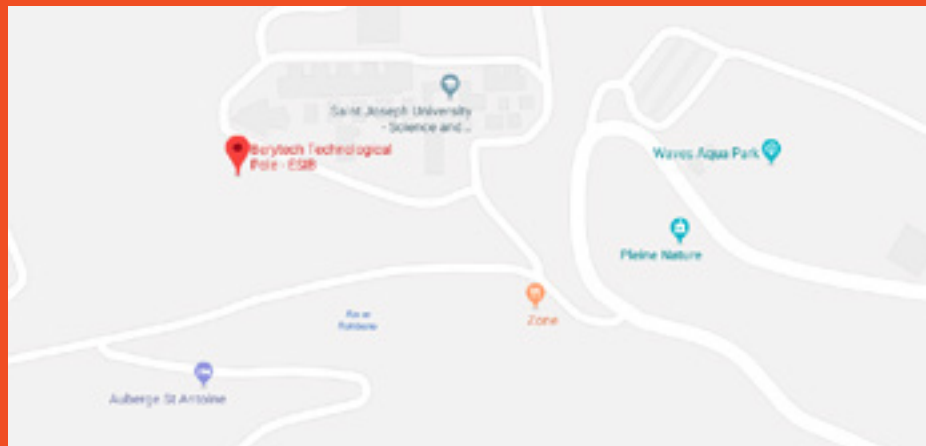 Saint Joseph University
- Science and...
Berytech Technological
Pole - ESIB
Waves Aqua Park
Pleine Nature
Zone
Auberge St Antoine